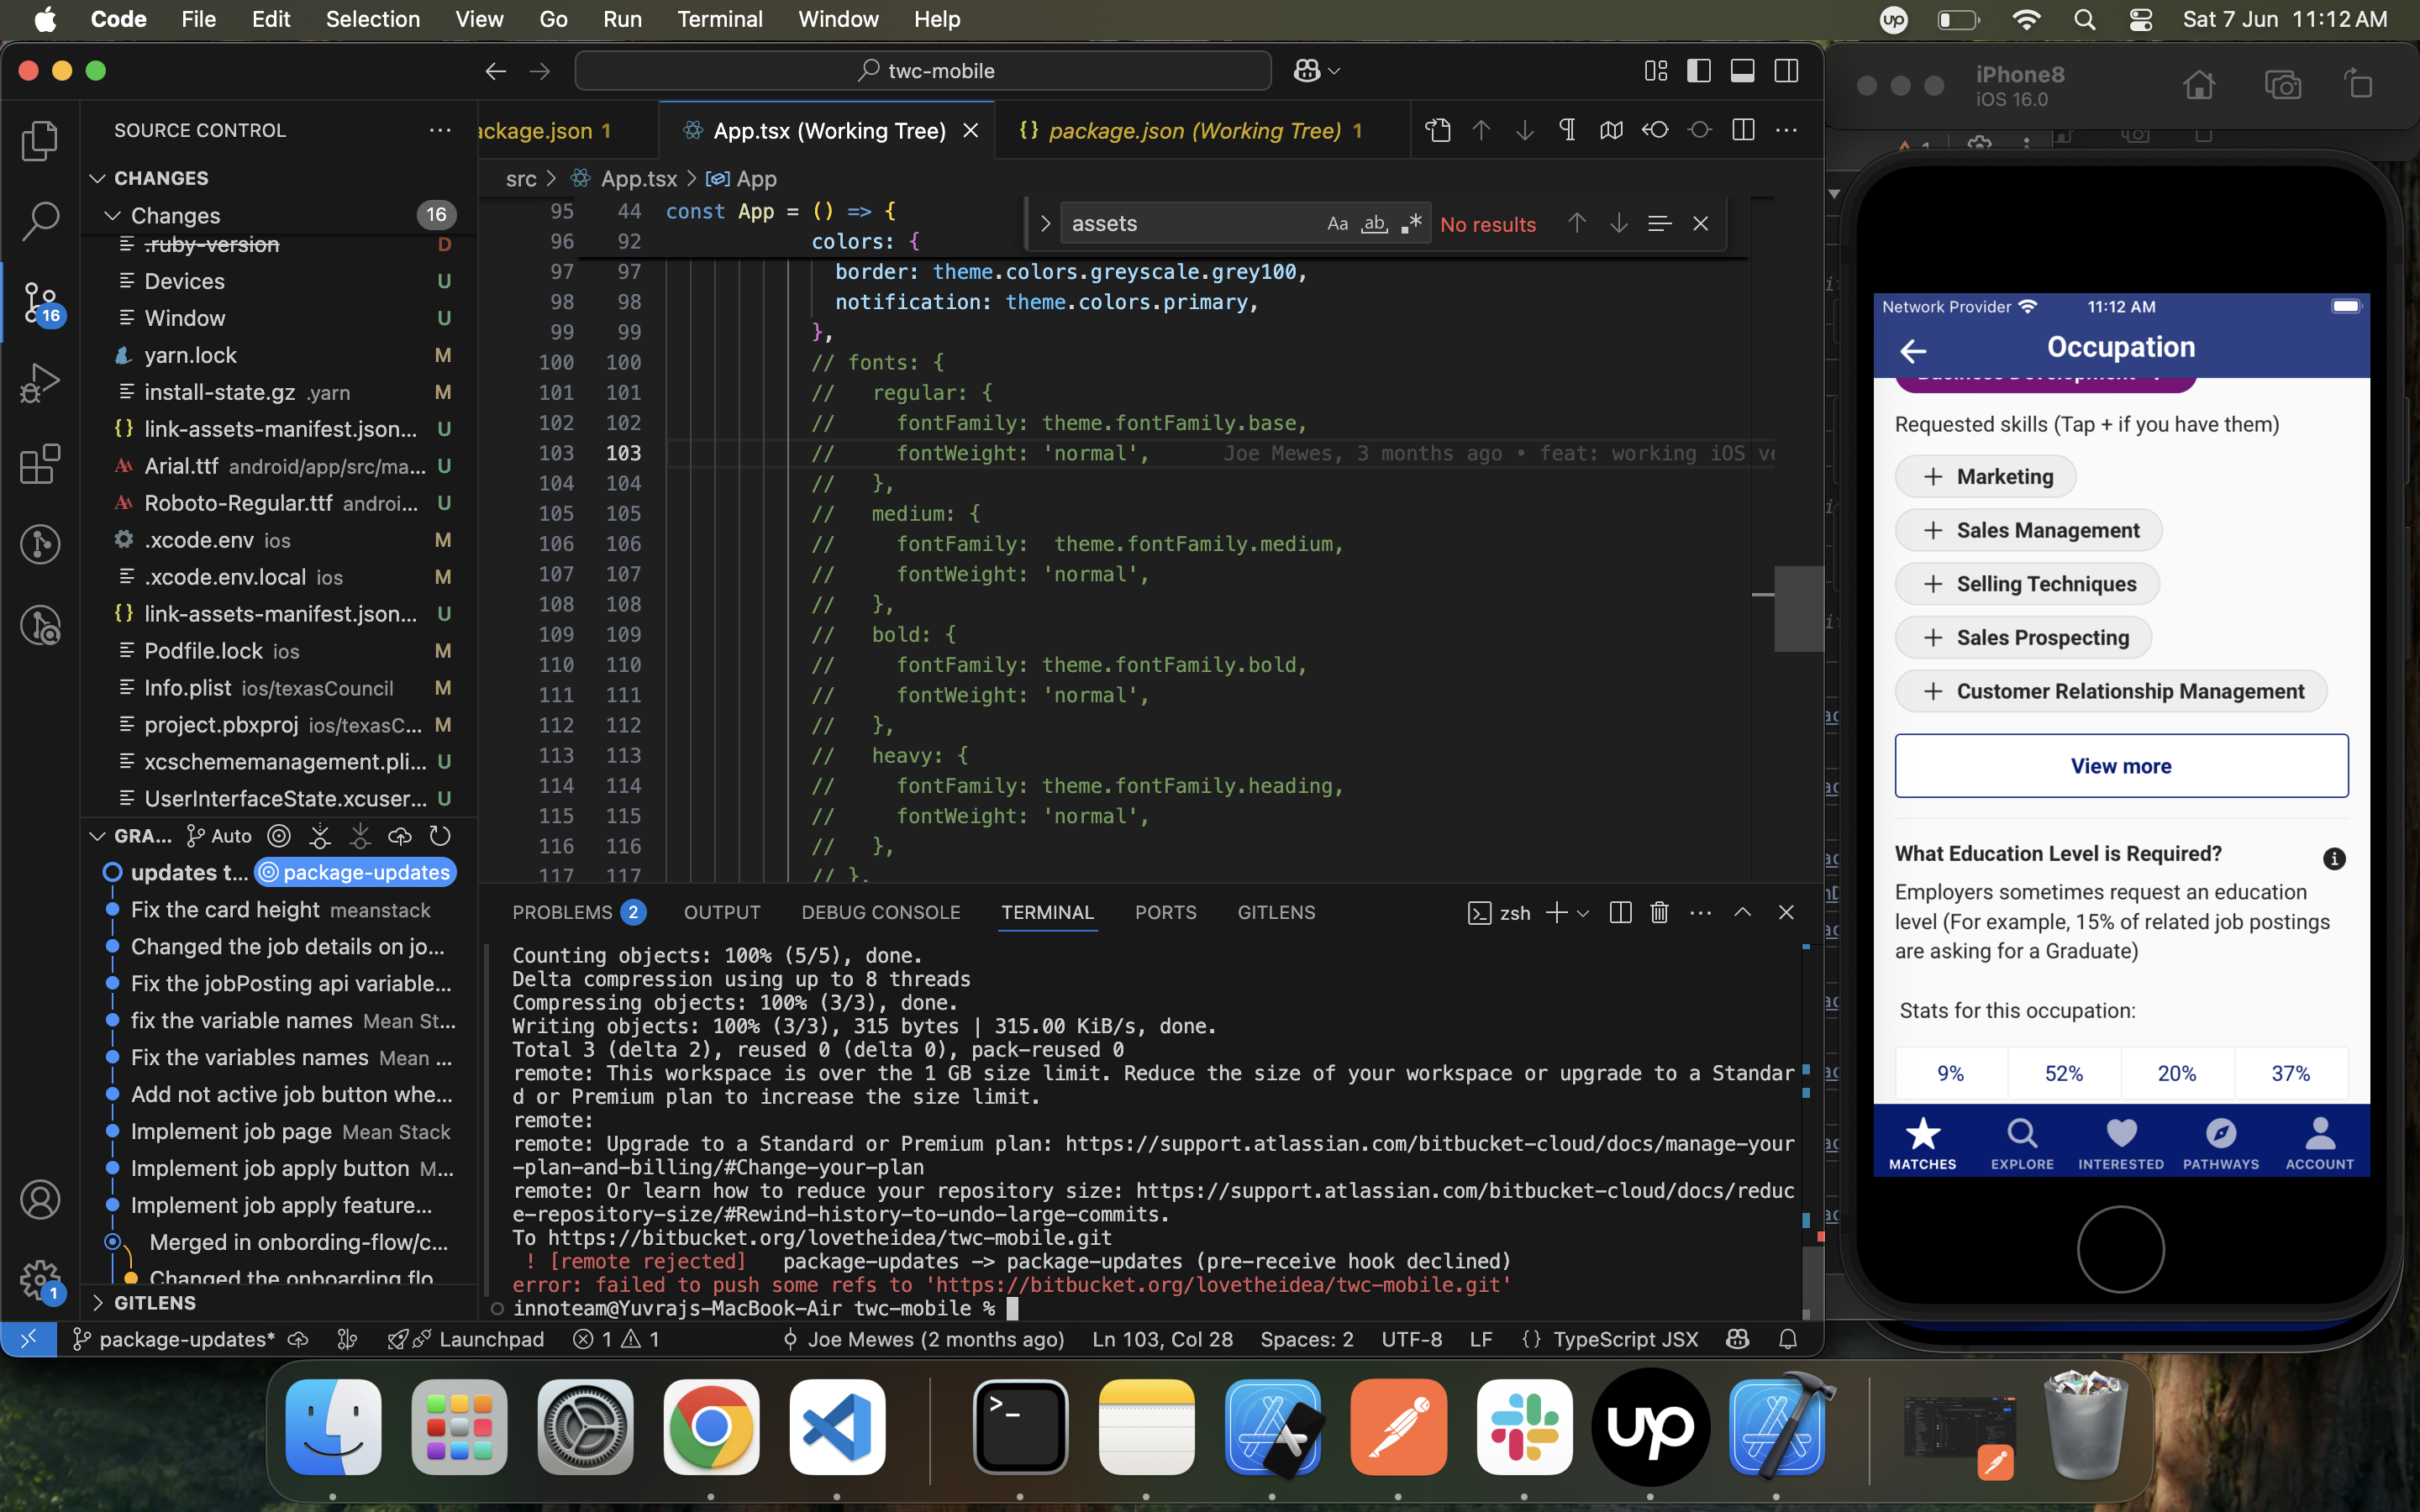 Code File Edit Selection View Go Run Terminal Window Help
up Sat 7 Jun 11:12 AM
twc-mobile
SOURCE CONTROL
CHANGES
Changes 16
.ruby-version D
Devices U
Window U
yarn.lock M
install-state.gz .yarn M
link-assets-manifest.json... U
Arial.ttf android/app/src/ma... U
Roboto-Regular.ttf androi... U
.xcode.env ios M
.xcode.env.local ios M
link-assets-manifest.json... U
Podfile.lock ios M
Info.plist ios/texasCouncil M
project.pbxproj ios/texasC... M
xcschememanagement.pli... U
UserInterfaceState.xcuser... U
16
1
GRA... Auto
updates t... package-updates
Fix the card height meanstack
Changed the job details on jo...
Fix the jobPosting api variable...
fix the variable names Mean St...
Fix the variables names Mean ...
Add not active job button whe...
Implement job page Mean Stack
Implement job apply button M...
Implement job apply feature...
Merged in onbording-flow/c...
Changed the onboarding flo
GITLENS
ackage.json 1
App.tsx (Working Tree)
{} package.json (Working Tree) 1
src > App.tsx > App
assets Aa ab No results
95 44 const App = () => {
96 92 colors: {
97 97 border: theme.colors.greyscale.grey100,
98 98 notification: theme.colors.primary,
99 99 },
100 100 // fonts: {
101 101 // regular: {
102 102 // fontFamily: theme.fontFamily.base,
103 103 // fontWeight: 'normal', Joe Mewes, 3 months ago • feat: working iOS ve
104 104 // },
105 105 // medium: {
106 106 // fontFamily:  theme.fontFamily.medium,
107 107 // fontWeight: 'normal',
108 108 // },
109 109 // bold: {
110 110 // fontFamily: theme.fontFamily.bold,
111 111 // fontWeight: 'normal',
112 112 // },
113 113 // heavy: {
114 114 // fontFamily: theme.fontFamily.heading,
115 115 // fontWeight: 'normal',
116 116 // },
117 117 // },
PROBLEMS 2 OUTPUT DEBUG CONSOLE TERMINAL PORTS GITLENS zsh
Counting objects: 100% (5/5), done.
Delta compression using up to 8 threads
Compressing objects: 100% (3/3), done.
Writing objects: 100% (3/3), 315 bytes | 315.00 KiB/s, done.
Total 3 (delta 2), reused 0 (delta 0), pack-reused 0
remote: This workspace is over the 1 GB size limit. Reduce the size of your workspace or upgrade to a Standar
d or Premium plan to increase the size limit.
remote:
remote: Upgrade to a Standard or Premium plan: https://support.atlassian.com/bitbucket-cloud/docs/manage-your
-plan-and-billing/#Change-your-plan
remote: Or learn how to reduce your repository size: https://support.atlassian.com/bitbucket-cloud/docs/reduc
e-repository-size/#Rewind-history-to-undo-large-commits.
To https://bitbucket.org/lovetheidea/twc-mobile.git
! [remote rejected] package-updates -> package-updates (pre-receive hook declined)
error: failed to push some refs to 'https://bitbucket.org/lovetheidea/twc-mobile.git'
innoteam@Yuvrajs-MacBook-Air twc-mobile %
package-updates* Launchpad 1 1 Joe Mewes (2 months ago) Ln 103, Col 28 Spaces: 2 UTF-8 LF {} TypeScript JSX
iPhone8
iOS 16.0
Network Provider 11:12 AM
Occupation
Business Development
Requested skills (Tap + if you have them)
+ Marketing
+ Sales Management
+ Selling Techniques
+ Sales Prospecting
+ Customer Relationship Management
View more
What Education Level is Required?
Employers sometimes request an education
level (For example, 15% of related job postings
are asking for a Graduate)
Stats for this occupation:
9% 52% 20% 37%
MATCHES EXPLORE INTERESTED PATHWAYS ACCOUNT
up